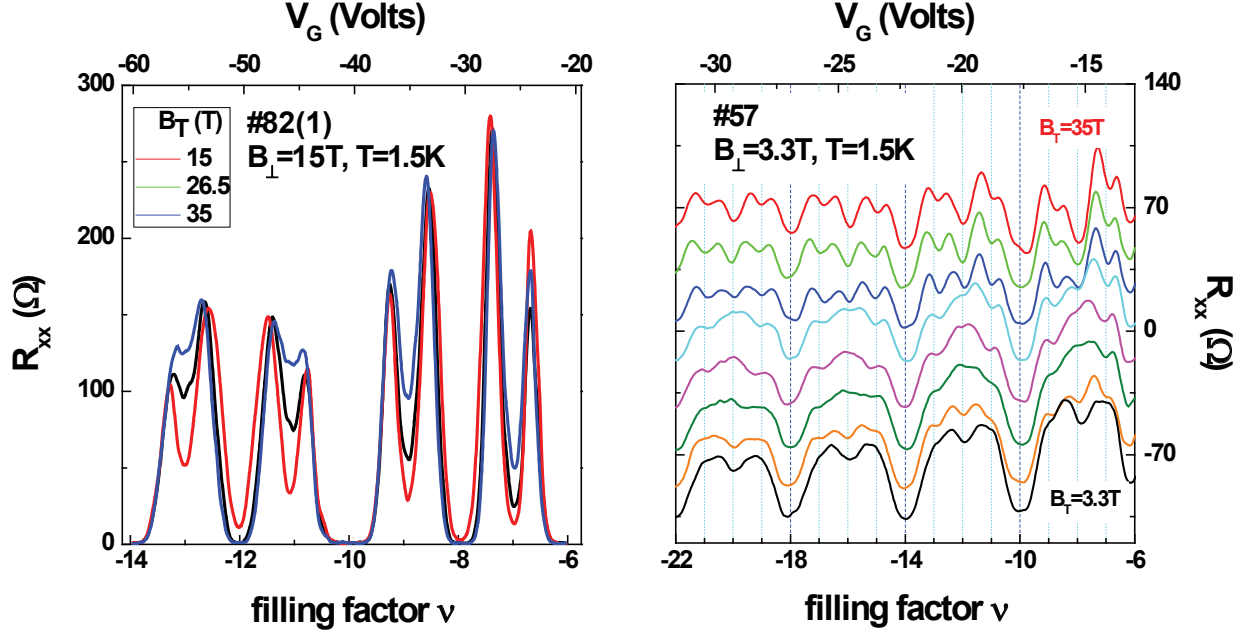 V_G (Volts)
-60 -50 -40 -30 -20
300
200
100
0
R_xx (Ω)
B_T (T)
15
26.5
35
#82(1)
B_⊥=15T, T=1.5K
-14 -12 -10 -8 -6
filling factor ν
V_G (Volts)
-30 -25 -20 -15
140
70
0
-70
R_xx (Ω)
#57
B_⊥=3.3T, T=1.5K
B_T=35T
B_T=3.3T
-22 -18 -14 -10 -6
filling factor ν